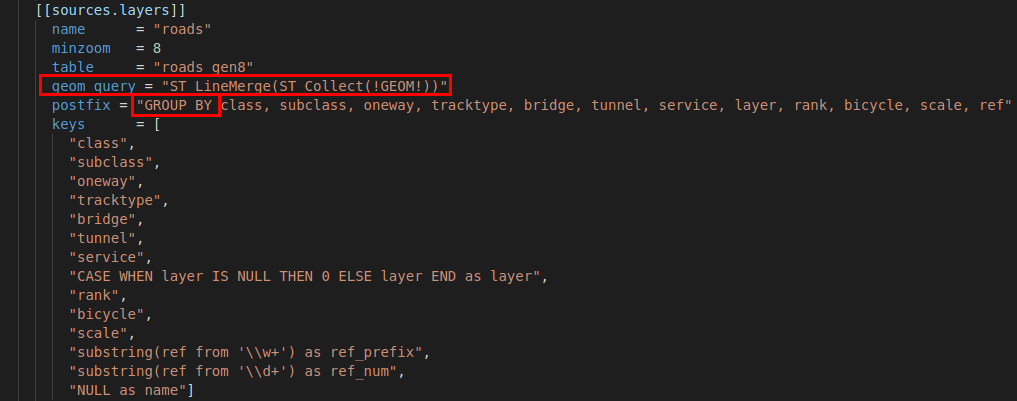 [[sources.layers]]
name = "roads"
minzoom = 8
table = "roads_gen8"
geom_query = "ST_LineMerge(ST_Collect(!GEOM!))"
postfix = "GROUP BY class, subclass, oneway, tracktype, bridge, tunnel, service, layer, rank, bicycle, scale, ref"
keys = [
"class",
"subclass",
"oneway",
"tracktype",
"bridge",
"tunnel",
"service",
"CASE WHEN layer IS NULL THEN 0 ELSE layer END as layer",
"rank",
"bicycle",
"scale",
"substring(ref from '\\w+') as ref_prefix",
"substring(ref from '\\d+') as ref_num",
"NULL as name"]